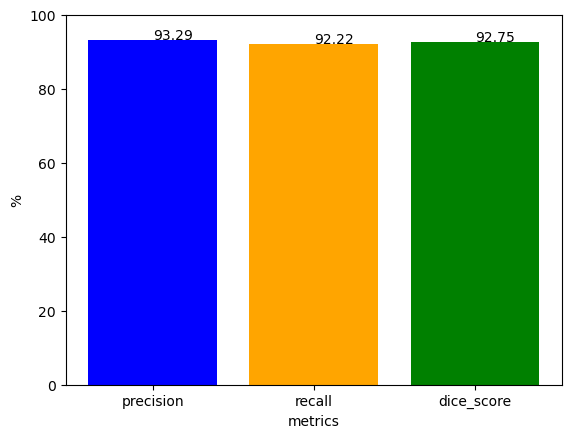 100
80
60
40
20
0
%
93.29
92.22
92.75
precision
recall
dice_score
metrics